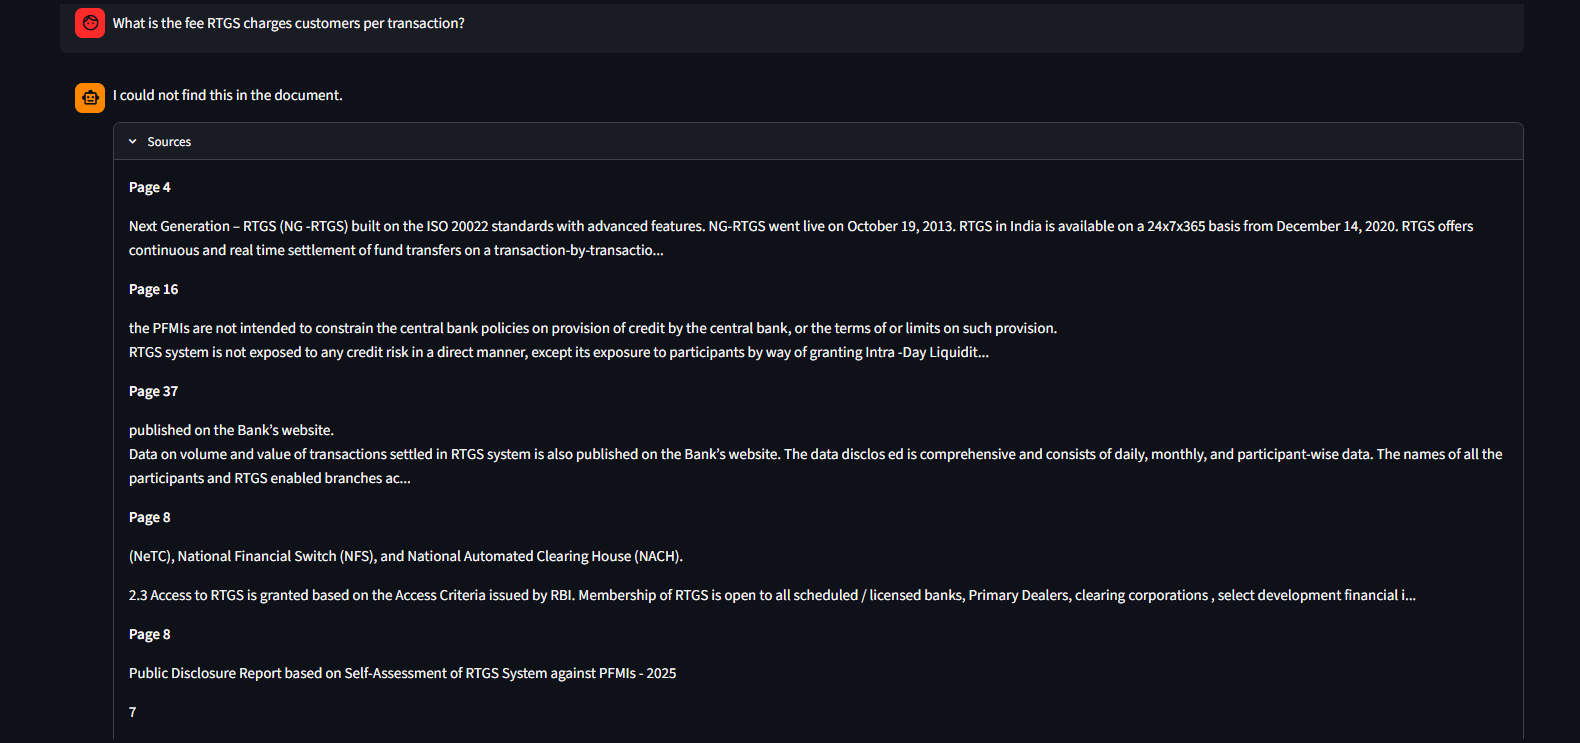 What is the fee RTGS charges customers per transaction?
I could not find this in the document.
Sources
Page 4
Next Generation – RTGS (NG -RTGS) built on the ISO 20022 standards with advanced features. NG-RTGS went live on October 19, 2013. RTGS in India is available on a 24x7x365 basis from December 14, 2020. RTGS offers
continuous and real time settlement of fund transfers on a transaction-by-transactio...
Page 16
the PFMIs are not intended to constrain the central bank policies on provision of credit by the central bank, or the terms of or limits on such provision.
RTGS system is not exposed to any credit risk in a direct manner, except its exposure to participants by way of granting Intra -Day Liquidit...
Page 37
published on the Bank’s website.
Data on volume and value of transactions settled in RTGS system is also published on the Bank’s website. The data disclos ed is comprehensive and consists of daily, monthly, and participant-wise data. The names of all the
participants and RTGS enabled branches ac...
Page 8
(NeTC), National Financial Switch (NFS), and National Automated Clearing House (NACH).
2.3 Access to RTGS is granted based on the Access Criteria issued by RBI. Membership of RTGS is open to all scheduled / licensed banks, Primary Dealers, clearing corporations , select development financial i...
Page 8
Public Disclosure Report based on Self-Assessment of RTGS System against PFMIs - 2025
7